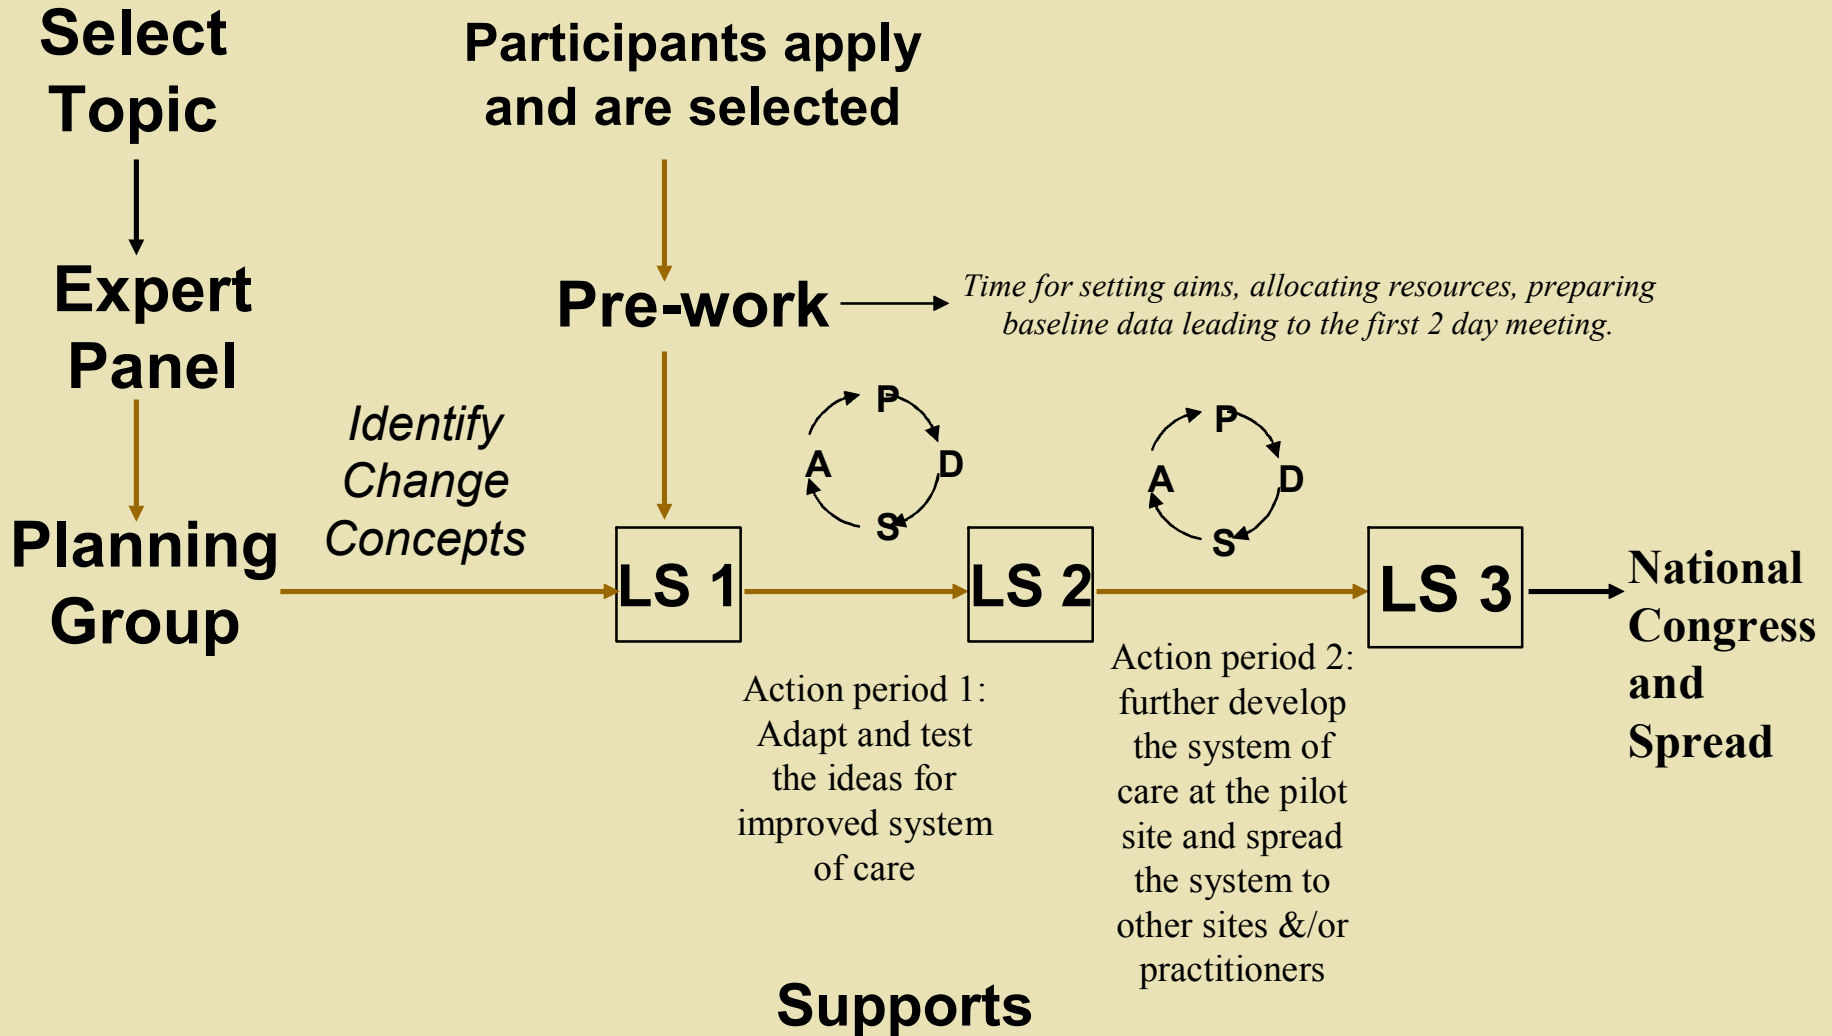 Select
Topic
Participants apply
and are selected
Expert
Panel
Pre-work
Time for setting aims, allocating resources, preparing
baseline data leading to the first 2 day meeting.
Identify
Change
Concepts
P
A
D
S
P
A
D
S
Planning
Group
LS 1
LS 2
LS 3
National
Congress
and
Spread
Action period 1:
Adapt and test
the ideas for
improved system
of care
Action period 2:
further develop
the system of
care at the pilot
site and spread
the system to
other sites &/or
practitioners
Supports